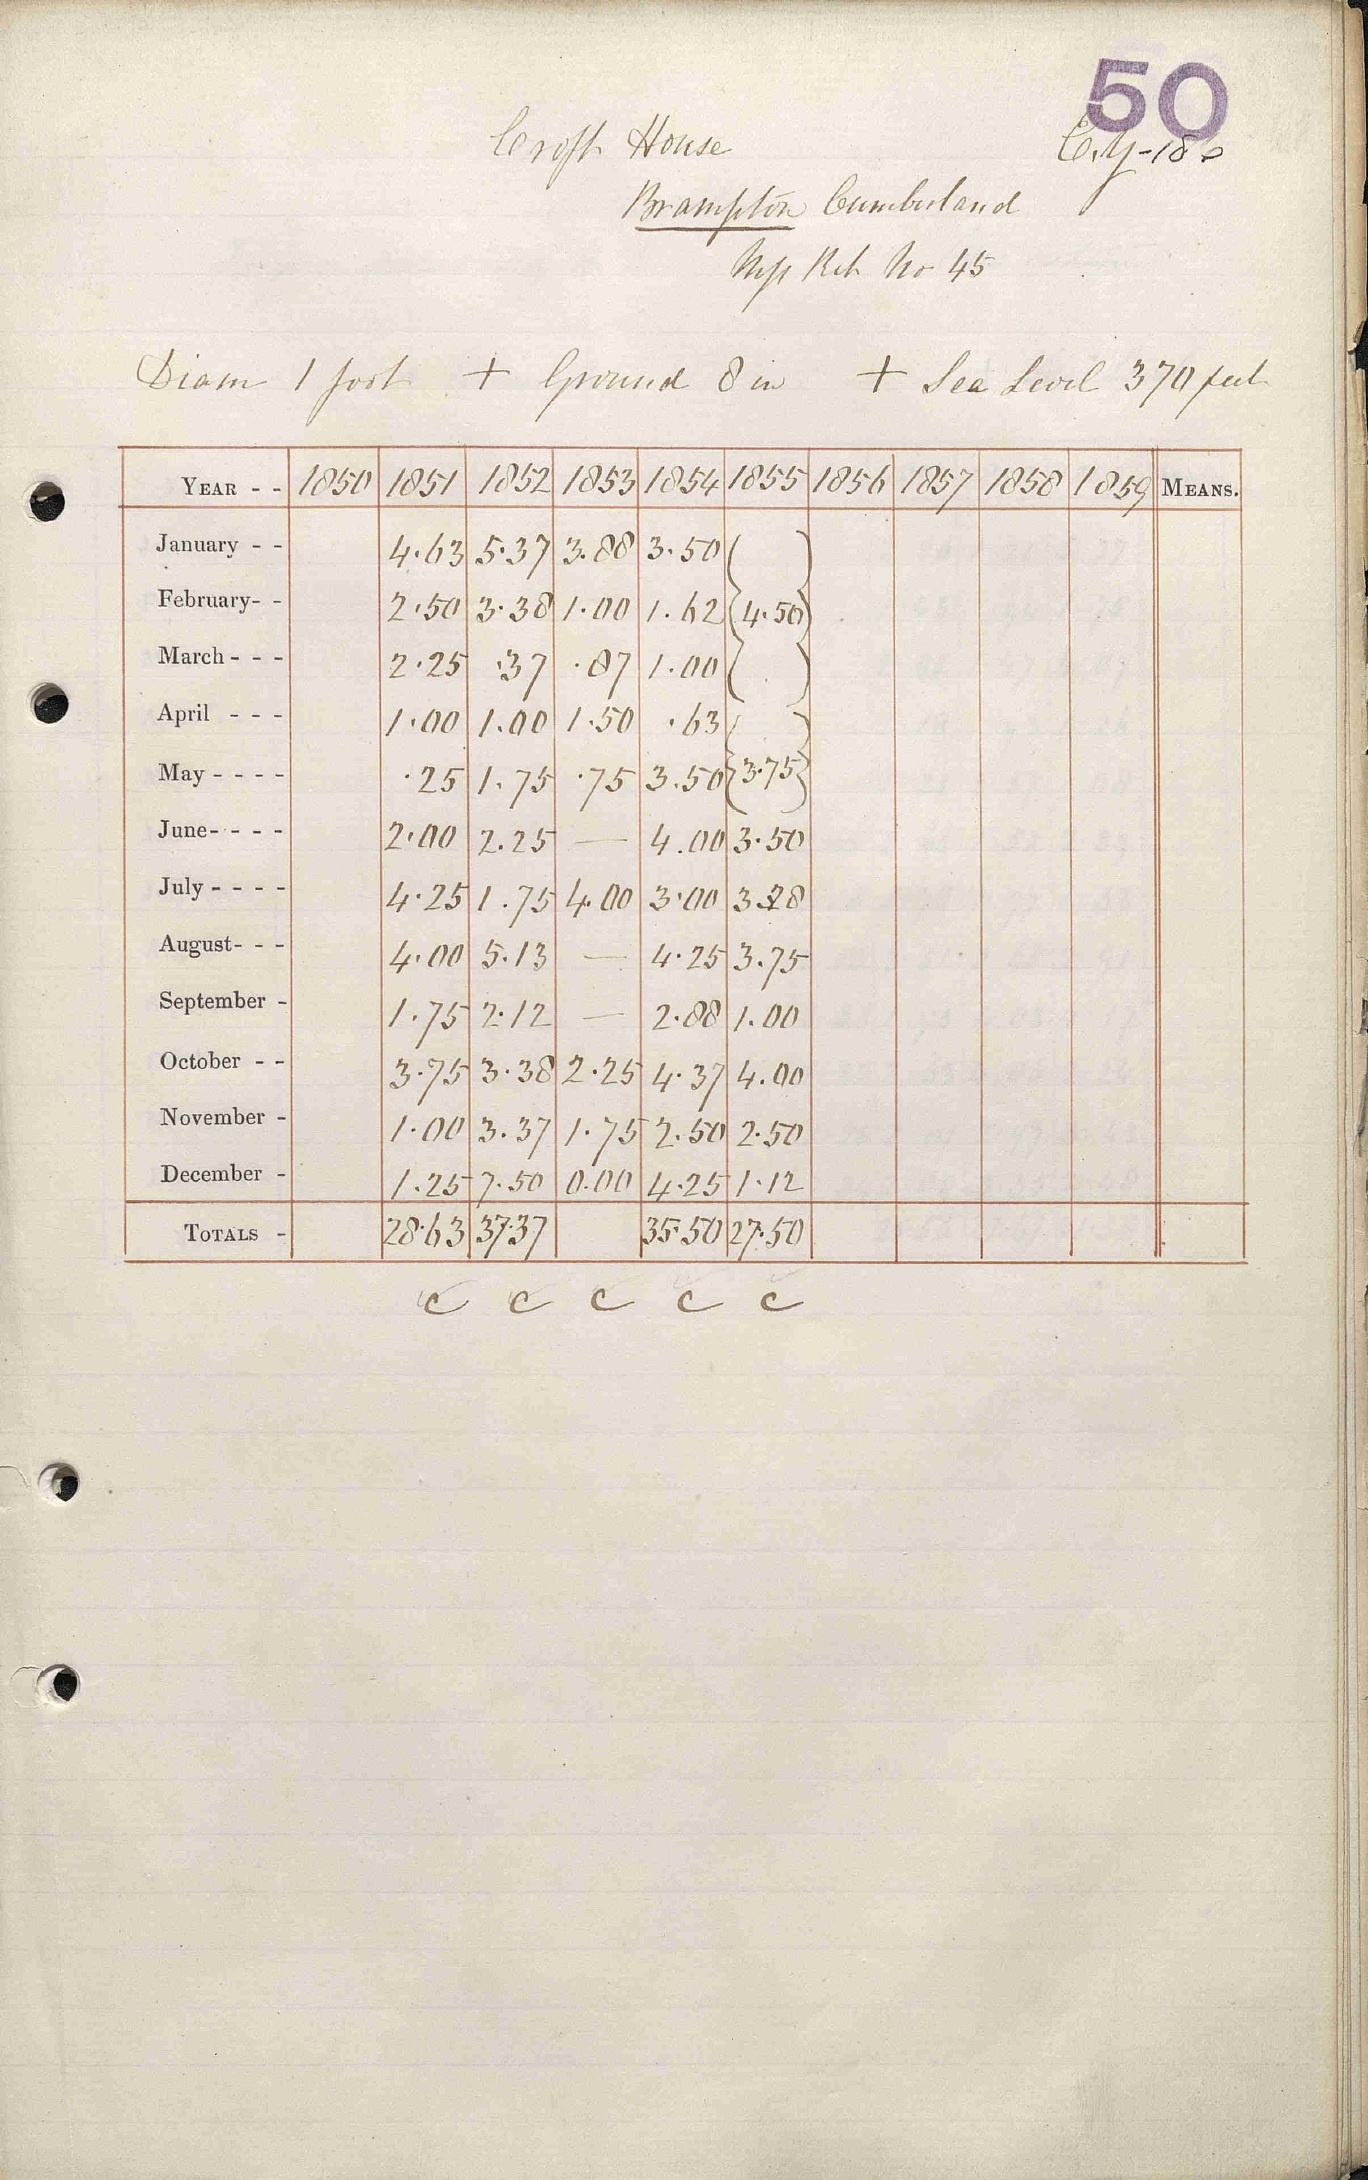 50
Croft House
Brampton Cumberland
No 45
Diam 1 foot + Ground 8 in + Sea Level 370 feet
YEAR - - 1850 1851 1852 1853 1854 1855 1856 1857 1858 1859 MEANS.
January - - 4.63 5.37 3.88 3.50
February- - 2.50 3.38 1.00 1.62 {4.50}
March - - - 2.25 .37 .87 1.00
April - - - 1.00 1.00 1.50 .63
May - - - - .25 1.75 .75 3.50 {3.75}
June- - - - 2.00 2.25 — 4.00 3.50
July - - - - 4.25 1.75 4.00 3.00
August- - - 4.00 5.13 — 4.25 3.75
September - 1.75 2.12 — 2.88 1.00
October - - 3.75 3.38 2.25 4.37 4.00
November - 1.00 3.37 1.75 2.50 2.50
December - 1.25 7.50 0.00 4.25 1.12
TOTALS - 28.63 37.37 35.50 27.50
c c c c c